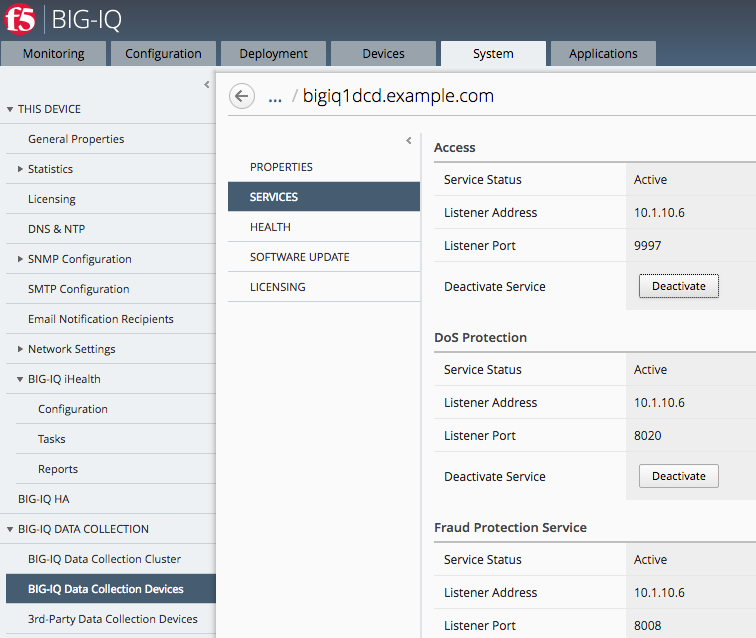 f5 BIG-IQ
Monitoring Configuration Deployment Devices System Applications
THIS DEVICE
General Properties
Statistics
Licensing
DNS & NTP
SNMP Configuration
SMTP Configuration
Email Notification Recipients
Network Settings
BIG-IQ iHealth
Configuration
Tasks
Reports
BIG-IQ HA
BIG-IQ DATA COLLECTION
BIG-IQ Data Collection Cluster
BIG-IQ Data Collection Devices
3rd-Party Data Collection Devices
... / bigiq1dcd.example.com
PROPERTIES
SERVICES
HEALTH
SOFTWARE UPDATE
LICENSING
Access
Service Status Active
Listener Address 10.1.10.6
Listener Port 9997
Deactivate Service Deactivate
DoS Protection
Service Status Active
Listener Address 10.1.10.6
Listener Port 8020
Deactivate Service Deactivate
Fraud Protection Service
Service Status Active
Listener Address 10.1.10.6
Listener Port 8008